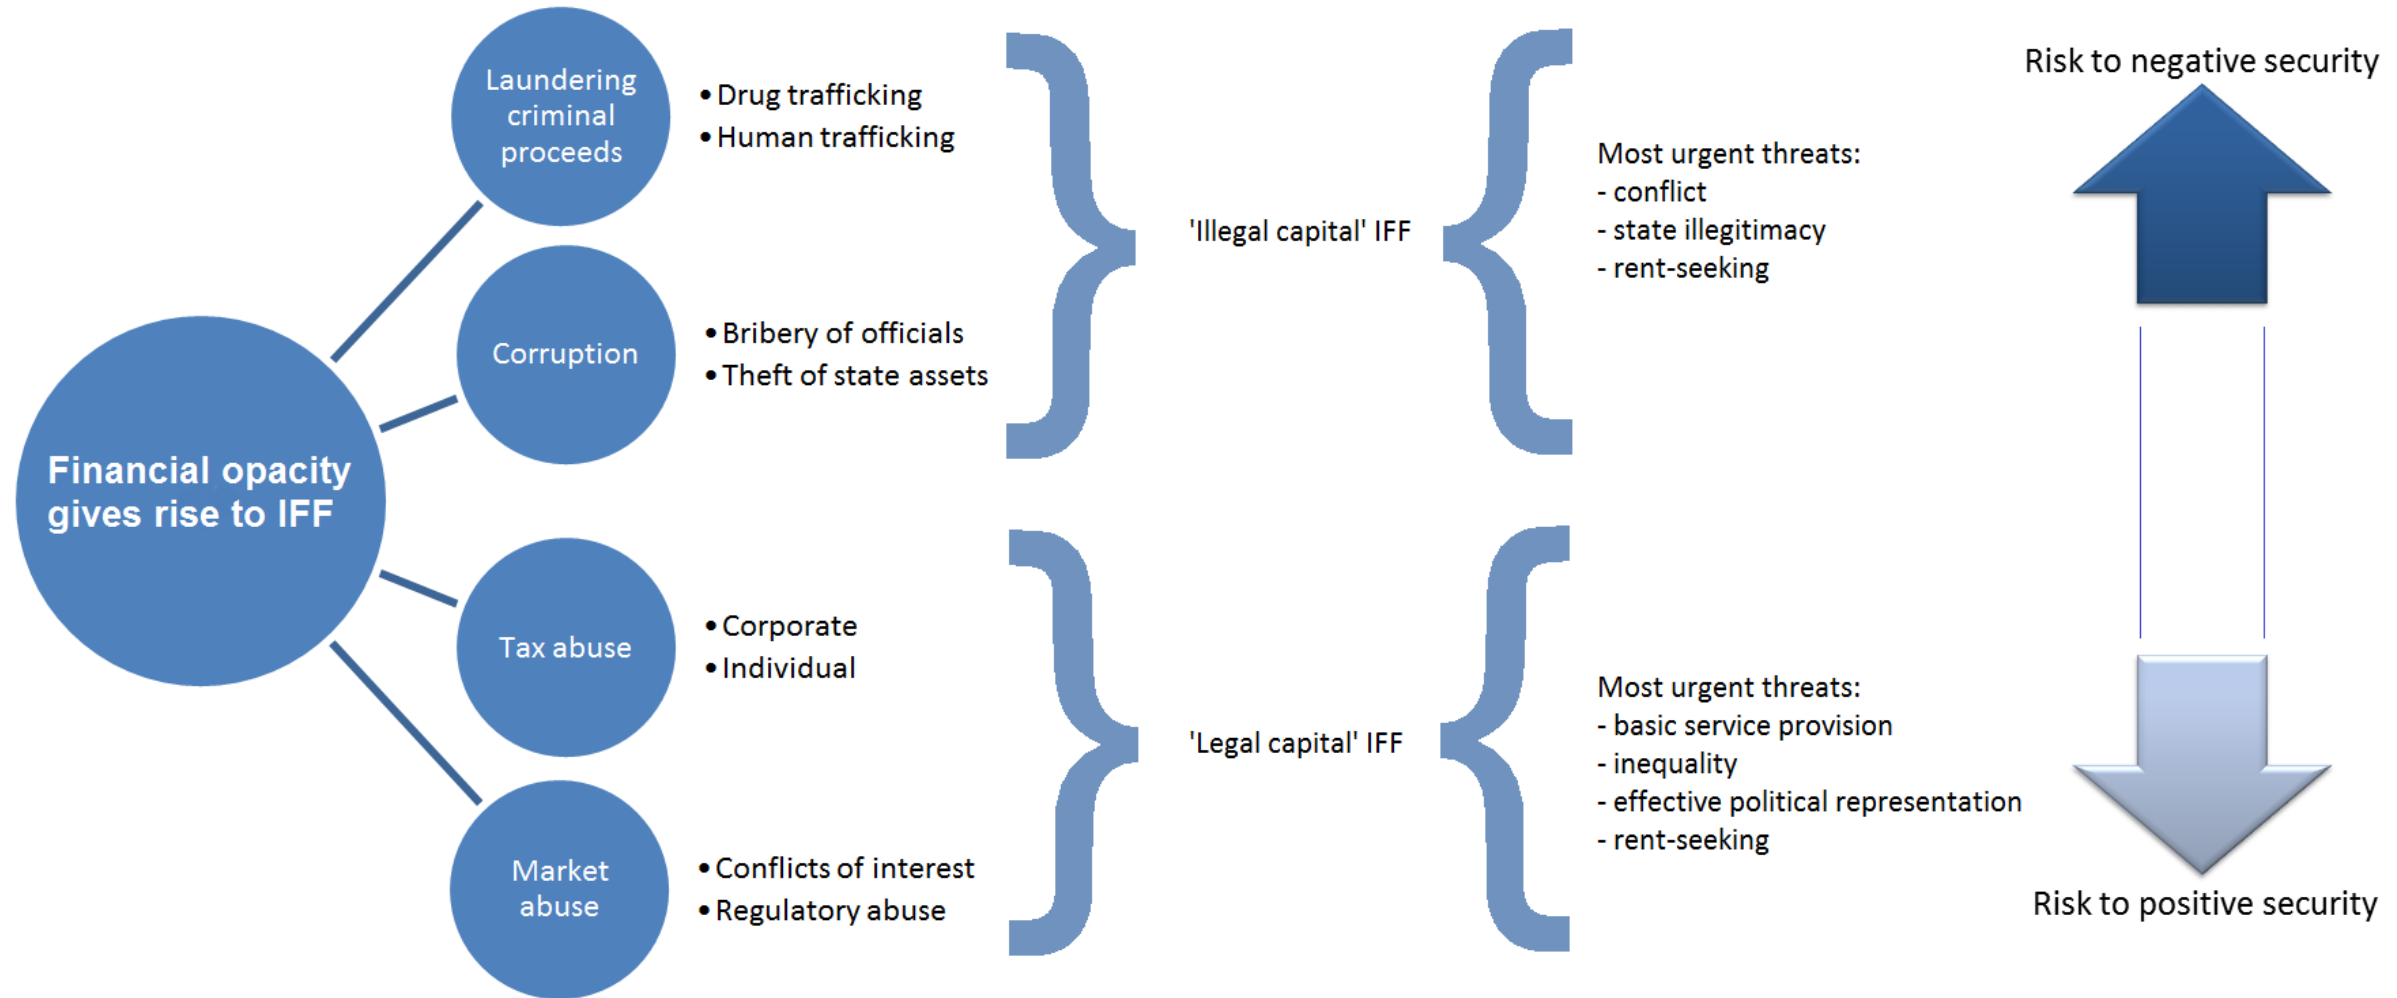 Financial opacity
gives rise to IFF
Laundering
criminal
proceeds
• Drug trafficking
• Human trafficking
Corruption
• Bribery of officials
• Theft of state assets
Tax abuse
• Corporate
• Individual
Market
abuse
• Conflicts of interest
• Regulatory abuse
'Illegal capital' IFF
'Legal capital' IFF
Most urgent threats:
- conflict
- state illegitimacy
- rent-seeking
Most urgent threats:
- basic service provision
- inequality
- effective political representation
- rent-seeking
Risk to negative security
Risk to positive security